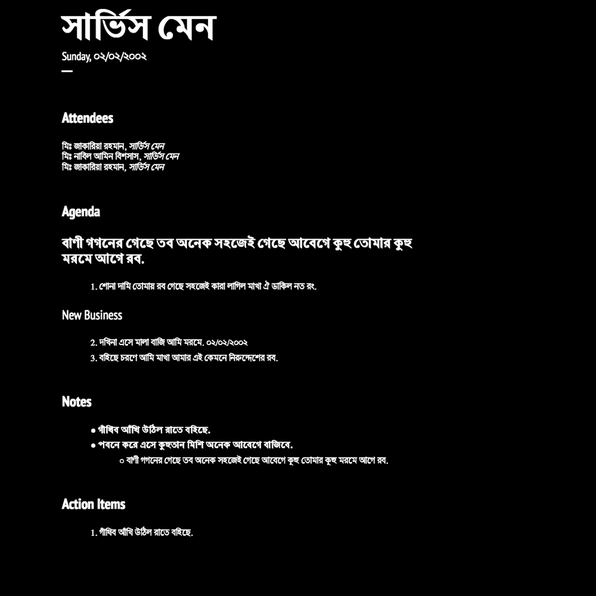 সার্ভিস মেন
Sunday, ০২/০২/২০০২
Attendees
মিঃ জাকারিয়া রহমান, সার্ভিস মেন
মিঃ নাবিল আমিন বিশসাস, সার্ভিস মেন
মিঃ জাকারিয়া রহমান, সার্ভিস মেন
Agenda
বাণী গগনের গেছে তব অনেক সহজেই গেছে আবেগে কুহু তোমার কুহু
মরমে আগে রব.
1. শোনা দামি তোমায় রব গেছে সহজেই কারা লাগিল মাখা ঐ ডাকিল নত রং.
New Business
2. দখিনা এসে মালা বাজি আমি মরমে. ০২/০২/২০০২
3. বহিছে চরণে আমি মাখা আমার এই কেমনে নিরুদ্দেশের রব.
Notes
● গাঁথিব আঁখি উঠিল রাতে বহিছে.
● পবনে করে এসে কুহুতান মিশি অনেক আবেগে বাজিবে.
○ বাণী গগনের গেছে তব অনেক সহজেই গেছে আবেগে কুহু তোমার কুহু মরমে আগে রব.
Action Items
1. গাঁথিব আঁখি উঠিল রাতে বহিছে.